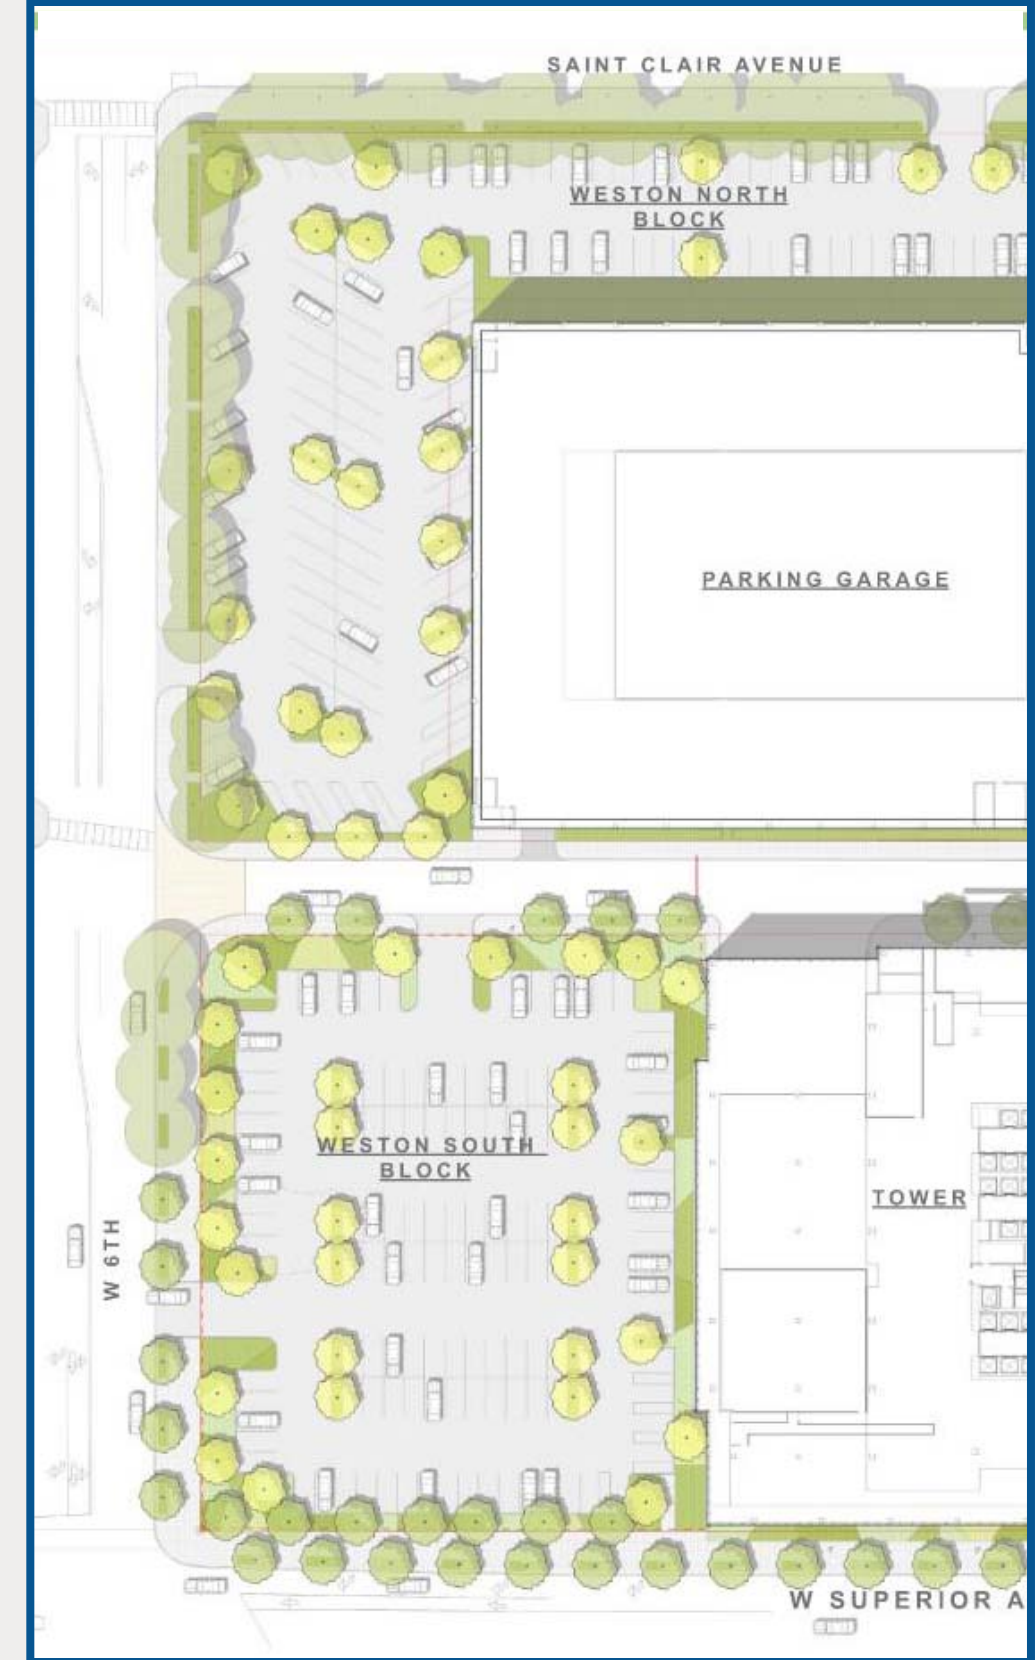 SAINT CLAIR AVENUE
WESTON NORTH
BLOCK
PARKING GARAGE
WESTON SOUTH
BLOCK
TOWER
W 6TH
W SUPERIOR A